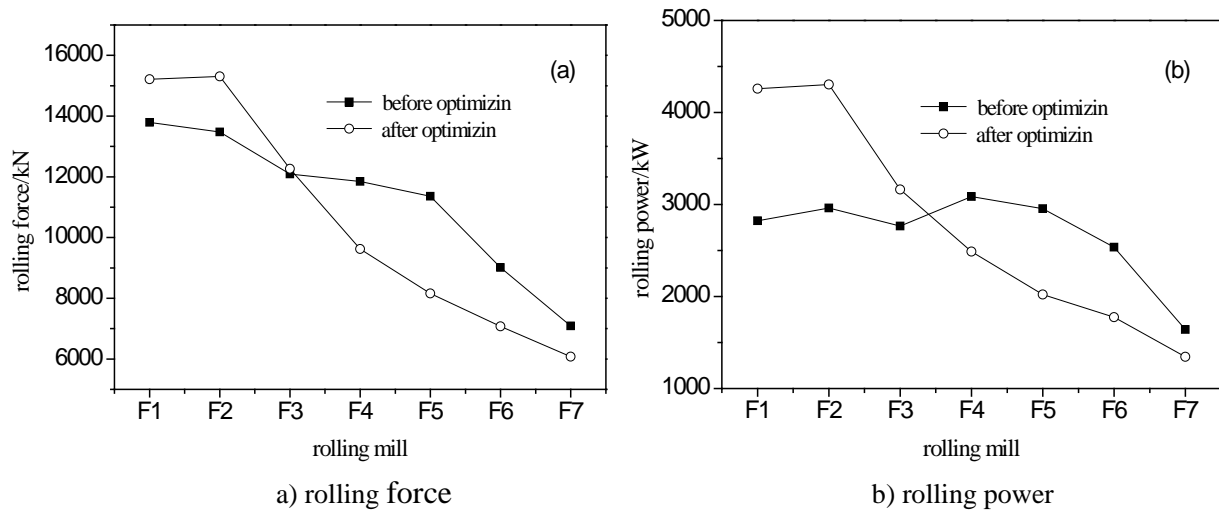 16000
14000
12000
10000
8000
6000
rolling force/kN
(a)
before optimizin
after optimizin
F1 F2 F3 F4 F5 F6 F7
rolling mill
a) rolling force
5000
4000
3000
2000
1000
rolling power/kW
(b)
before optimizin
after optimizin
F1 F2 F3 F4 F5 F6 F7
rolling mill
b) rolling power